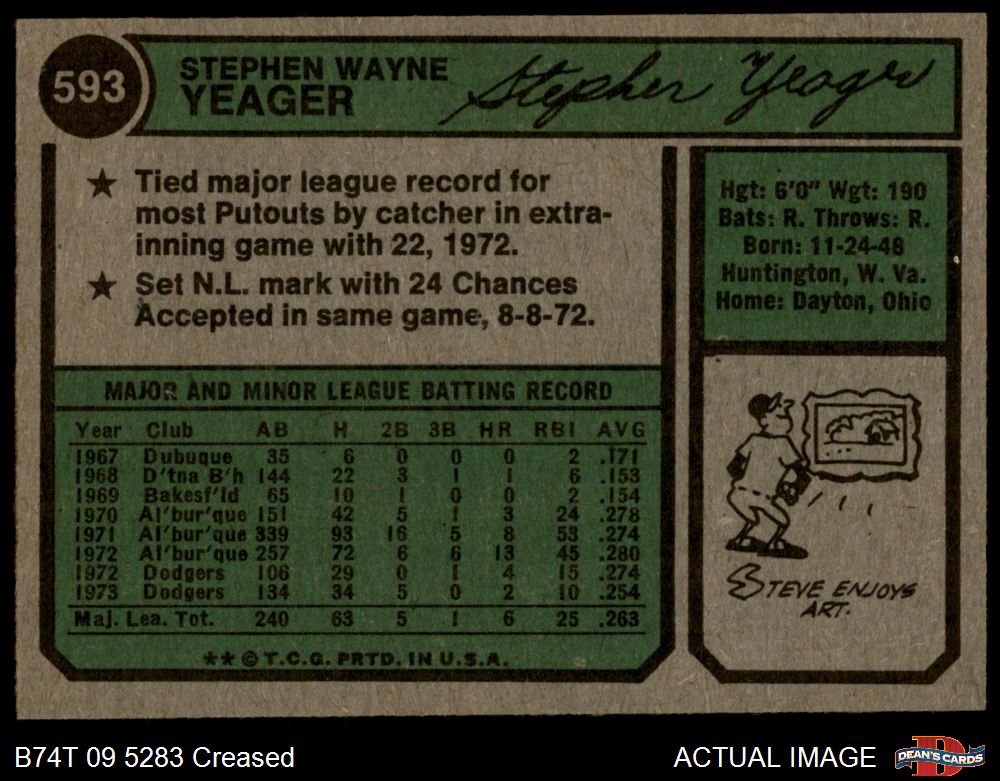 593
STEPHEN WAYNE
YEAGER
Stephen Yeager
★ Tied major league record for
most Putouts by catcher in extra-
inning game with 22, 1972.
★ Set N.L. mark with 24 Chances
Accepted in same game, 8-8-72.
Hgt: 6'0" Wgt: 190
Bats: R. Throws: R.
Born: 11-24-48
Huntington, W. Va.
Home: Dayton, Ohio
MAJOR AND MINOR LEAGUE BATTING RECORD
Year Club AB H 2B 3B HR RBI AVG
1967 Dubuque 35 6 0 0 0 2 .171
1968 D'tna B'h 144 22 3 1 1 6 .153
1969 Bakesf'ld 65 10 1 0 0 2 .154
1970 Al'bur'que 151 42 5 1 3 24 .278
1971 Al'bur'que 339 93 16 5 8 53 .274
1972 Al'bur'que 257 72 6 6 13 45 .280
1972 Dodgers 106 29 0 1 4 15 .274
1973 Dodgers 134 34 5 0 2 10 .254
Maj. Lea. Tot. 240 63 5 1 6 25 .263
** © T.C.G. PRTD. IN U.S.A.
STEVE ENJOYS
ART.
B74T 09 5283 Creased
ACTUAL IMAGE
D
DEAN'S CARDS